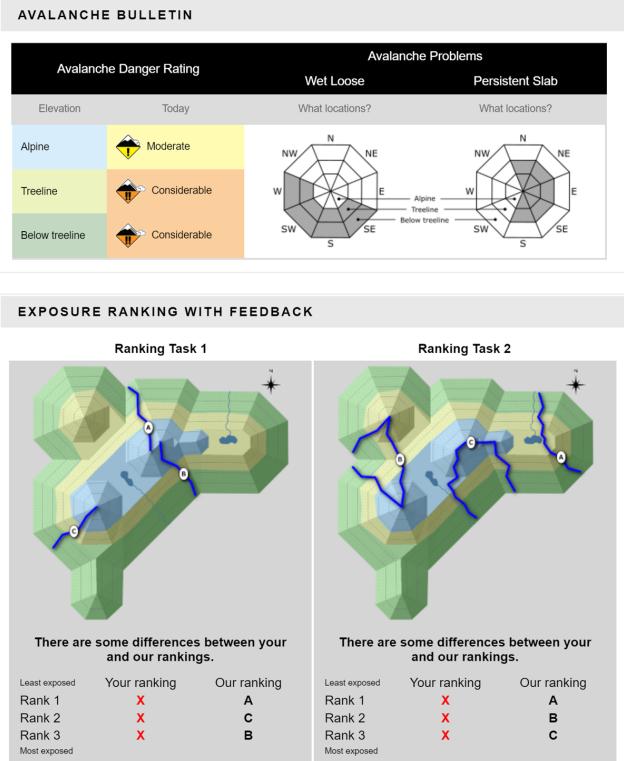 AVALANCHE BULLETIN
Avalanche Danger Rating
Avalanche Problems
Wet Loose
Persistent Slab
Elevation
Today
What locations?
What locations?
Alpine
Moderate
Treeline
Considerable
Below treeline
Considerable
N
NW
NE
W
E
SW
SE
S
Alpine
Treeline
Below treeline
N
NW
NE
W
E
SW
SE
S
EXPOSURE RANKING WITH FEEDBACK
Ranking Task 1
N
A
B
C
There are some differences between your
and our rankings.
Least exposed
Your ranking
Our ranking
Rank 1
X
A
Rank 2
X
C
Rank 3
X
B
Most exposed
Ranking Task 2
N
C
A
B
There are some differences between your
and our rankings.
Least exposed
Your ranking
Our ranking
Rank 1
X
A
Rank 2
X
B
Rank 3
X
C
Most exposed